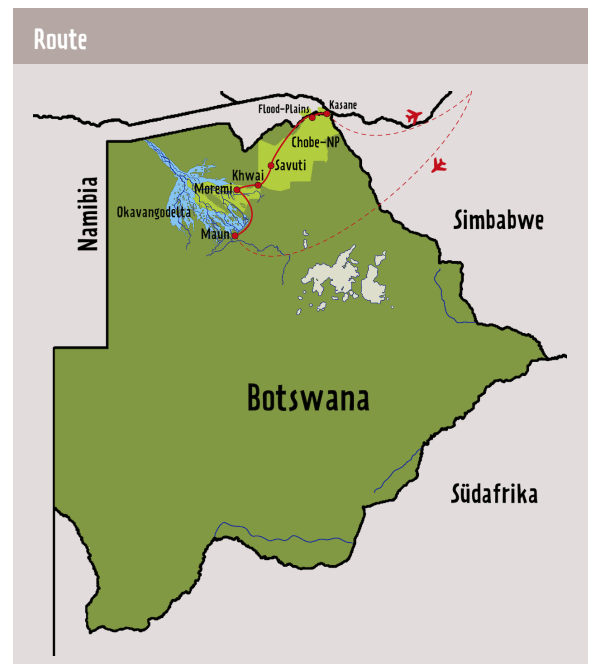 Route
Flood-Plains
Kasane
Chobe-NP
Savuti
Khwai
Moremi
Okavangodelta
Maun
Namibia
Simbabwe
Botswana
Südafrika